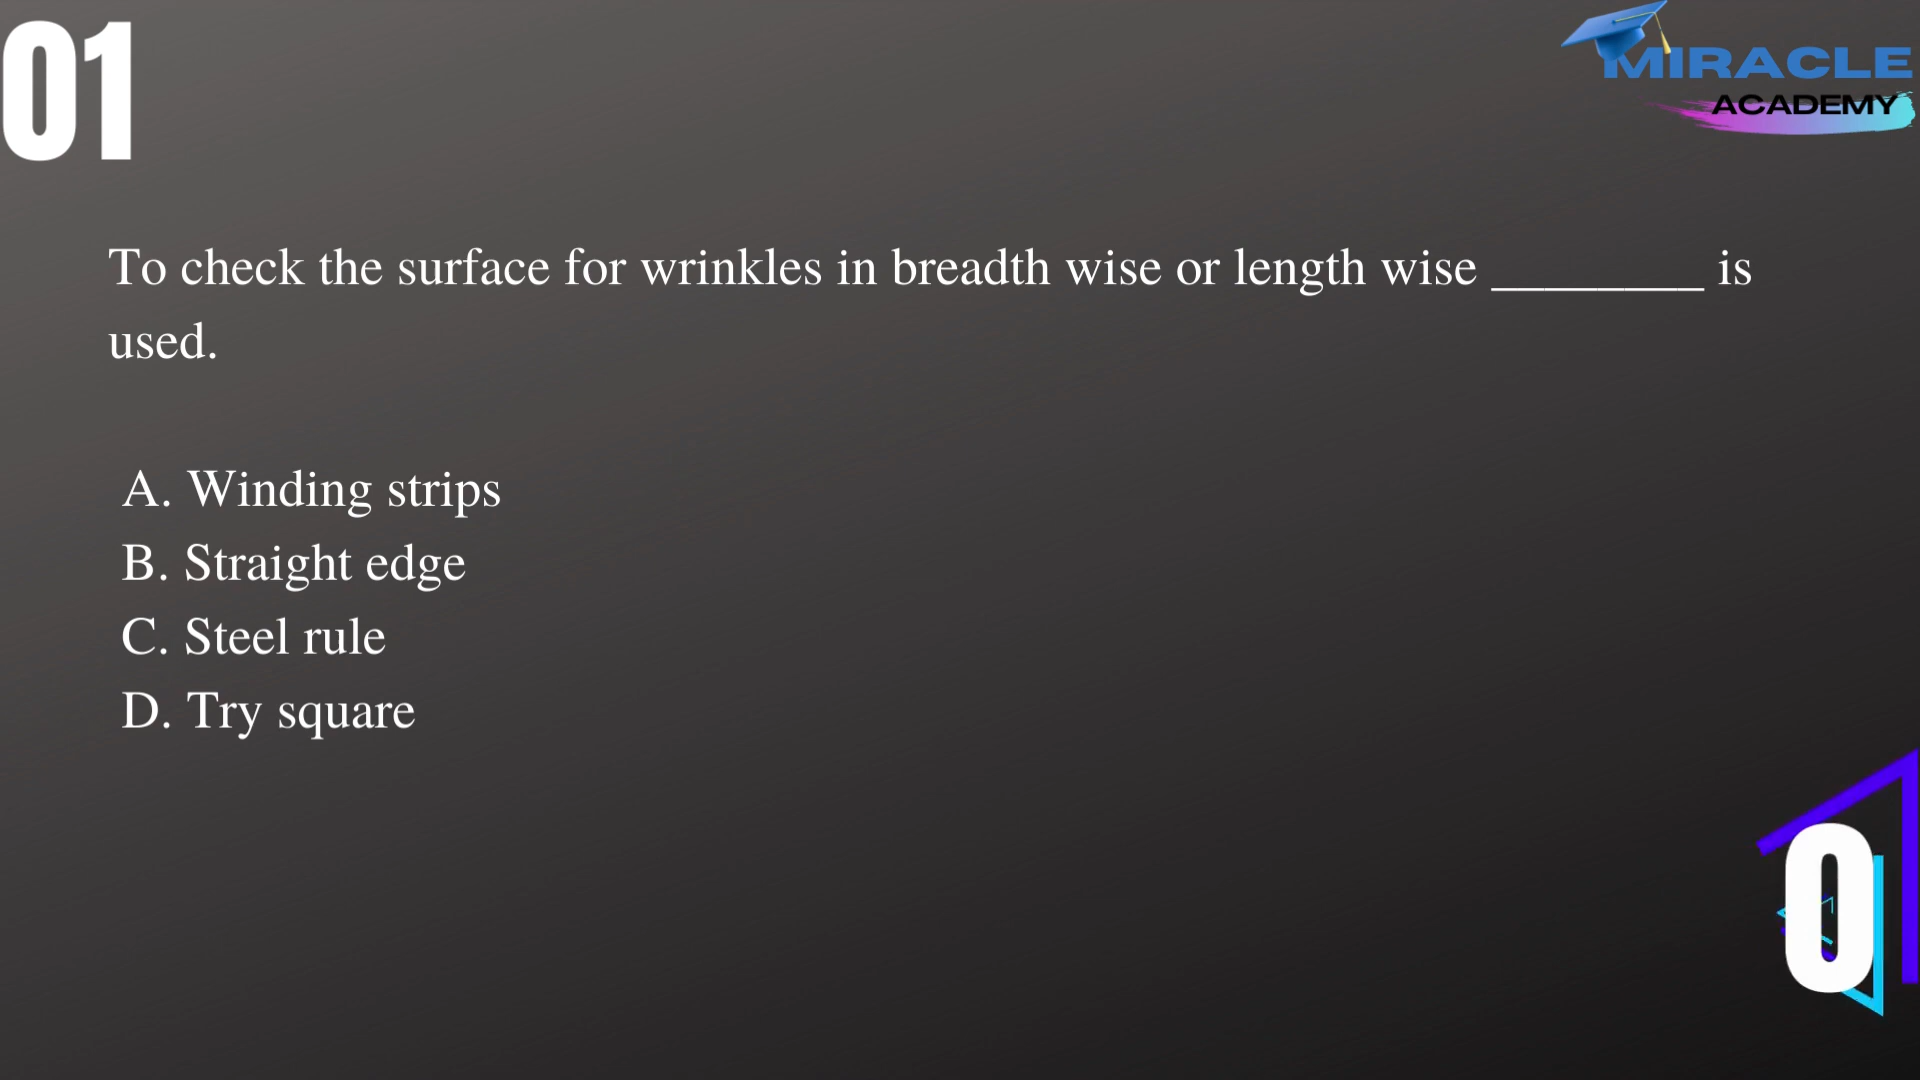 01
MIRACLE
ACADEMY
To check the surface for wrinkles in breadth wise or length wise ________ is
used.
A. Winding strips
B. Straight edge
C. Steel rule
D. Try square
0